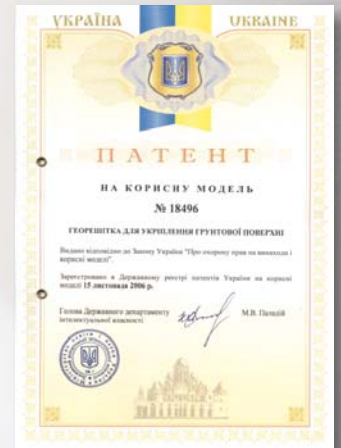 УКРАЇНА UKRAINE
ПАТЕНТ
НА КОРИСНУ МОДЕЛЬ
№ 18496
ГЕОРЕШІТКА ДЛЯ УКРІПЛЕННЯ ГРУНТОВОЇ ПОВЕРХНІ
Видано відповідно до Закону України "Про охорону прав на винаходи і
корисні моделі".
Зареєстровано в Державному реєстрі патентів України на корисні
моделі 15 листопада 2006 р.
Голова Державного департаменту
інтелектуальної власності
М.В. Паладій